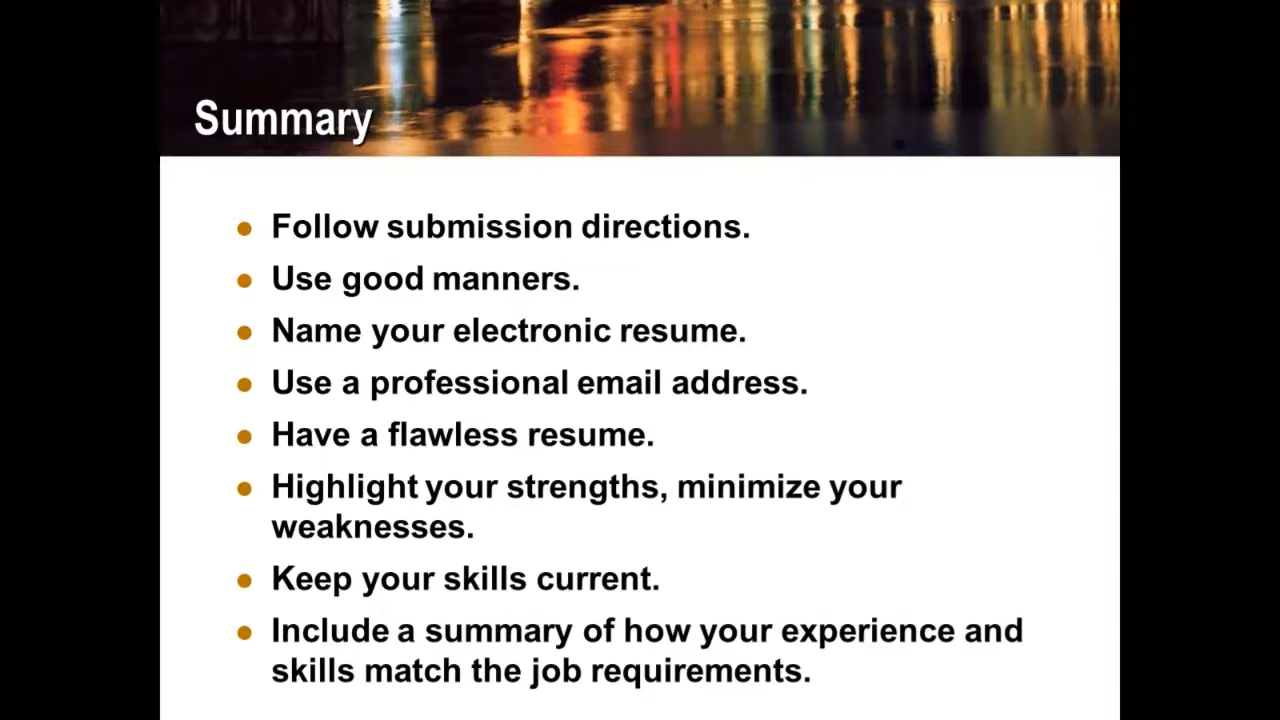 Summary
Follow submission directions.
Use good manners.
Name your electronic resume.
Use a professional email address.
Have a flawless resume.
Highlight your strengths, minimize your
weaknesses.
Keep your skills current.
Include a summary of how your experience and
skills match the job requirements.